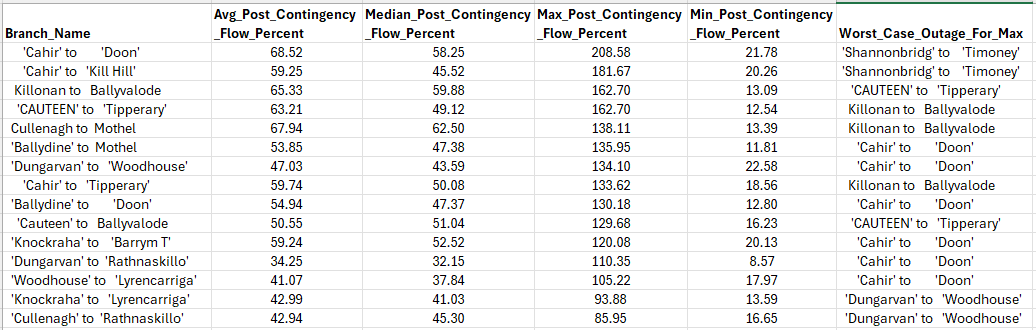 Branch_Name Avg_Post_Contingency_Flow_Percent Median_Post_Contingency_Flow_Percent Max_Post_Contingency_Flow_Percent Min_Post_Contingency_Flow_Percent Worst_Case_Outage_For_Max
'Cahir' to 'Doon' 68.52 58.25 208.58 21.78 'Shannonbridg' to 'Timoney'
'Cahir' to 'Kill Hill' 59.25 45.52 181.67 20.26 'Shannonbridg' to 'Timoney'
Killonan to Ballyvalode 65.33 59.88 162.70 13.09 'CAUTEEN' to 'Tipperary'
'CAUTEEN' to 'Tipperary' 63.21 49.12 162.70 12.54 Killonan to Ballyvalode
Cullenagh to Mothel 67.94 62.50 138.11 13.39 Killonan to Ballyvalode
'Ballydine' to Mothel 53.85 47.38 135.95 11.81 'Cahir' to 'Doon'
'Dungarvan' to 'Woodhouse' 47.03 43.59 134.10 22.58 'Cahir' to 'Doon'
'Cahir' to 'Tipperary' 59.74 50.08 133.62 18.56 Killonan to Ballyvalode
'Ballydine' to 'Doon' 54.94 47.37 130.18 12.80 'Cahir' to 'Doon'
'Cauteen' to Ballyvalode 50.55 51.04 129.68 16.23 'CAUTEEN' to 'Tipperary'
'Knockraha' to 'Barrym T' 59.24 52.52 120.08 20.13 'Cahir' to 'Doon'
'Dungarvan' to 'Rathnaskillo' 34.25 32.15 110.35 8.57 'Cahir' to 'Doon'
'Woodhouse' to 'Lyrencarriga' 41.07 37.84 105.22 17.97 'Cahir' to 'Doon'
'Knockraha' to 'Lyrencarriga' 42.99 41.03 93.88 13.59 'Dungarvan' to 'Woodhouse'
'Cullenagh' to 'Rathnaskillo' 42.94 45.30 85.95 16.65 'Dungarvan' to 'Woodhouse'